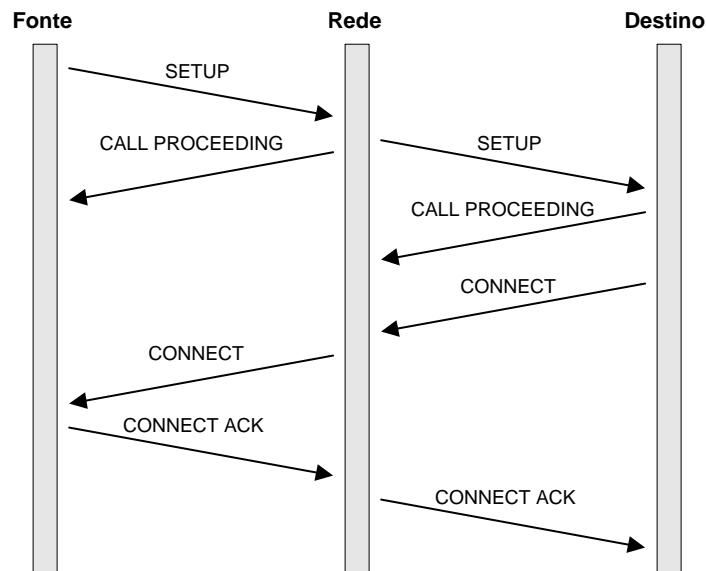 Fonte Rede Destino
SETUP
CALL PROCEEDING
SETUP
CALL PROCEEDING
CONNECT
CONNECT
CONNECT ACK
CONNECT ACK